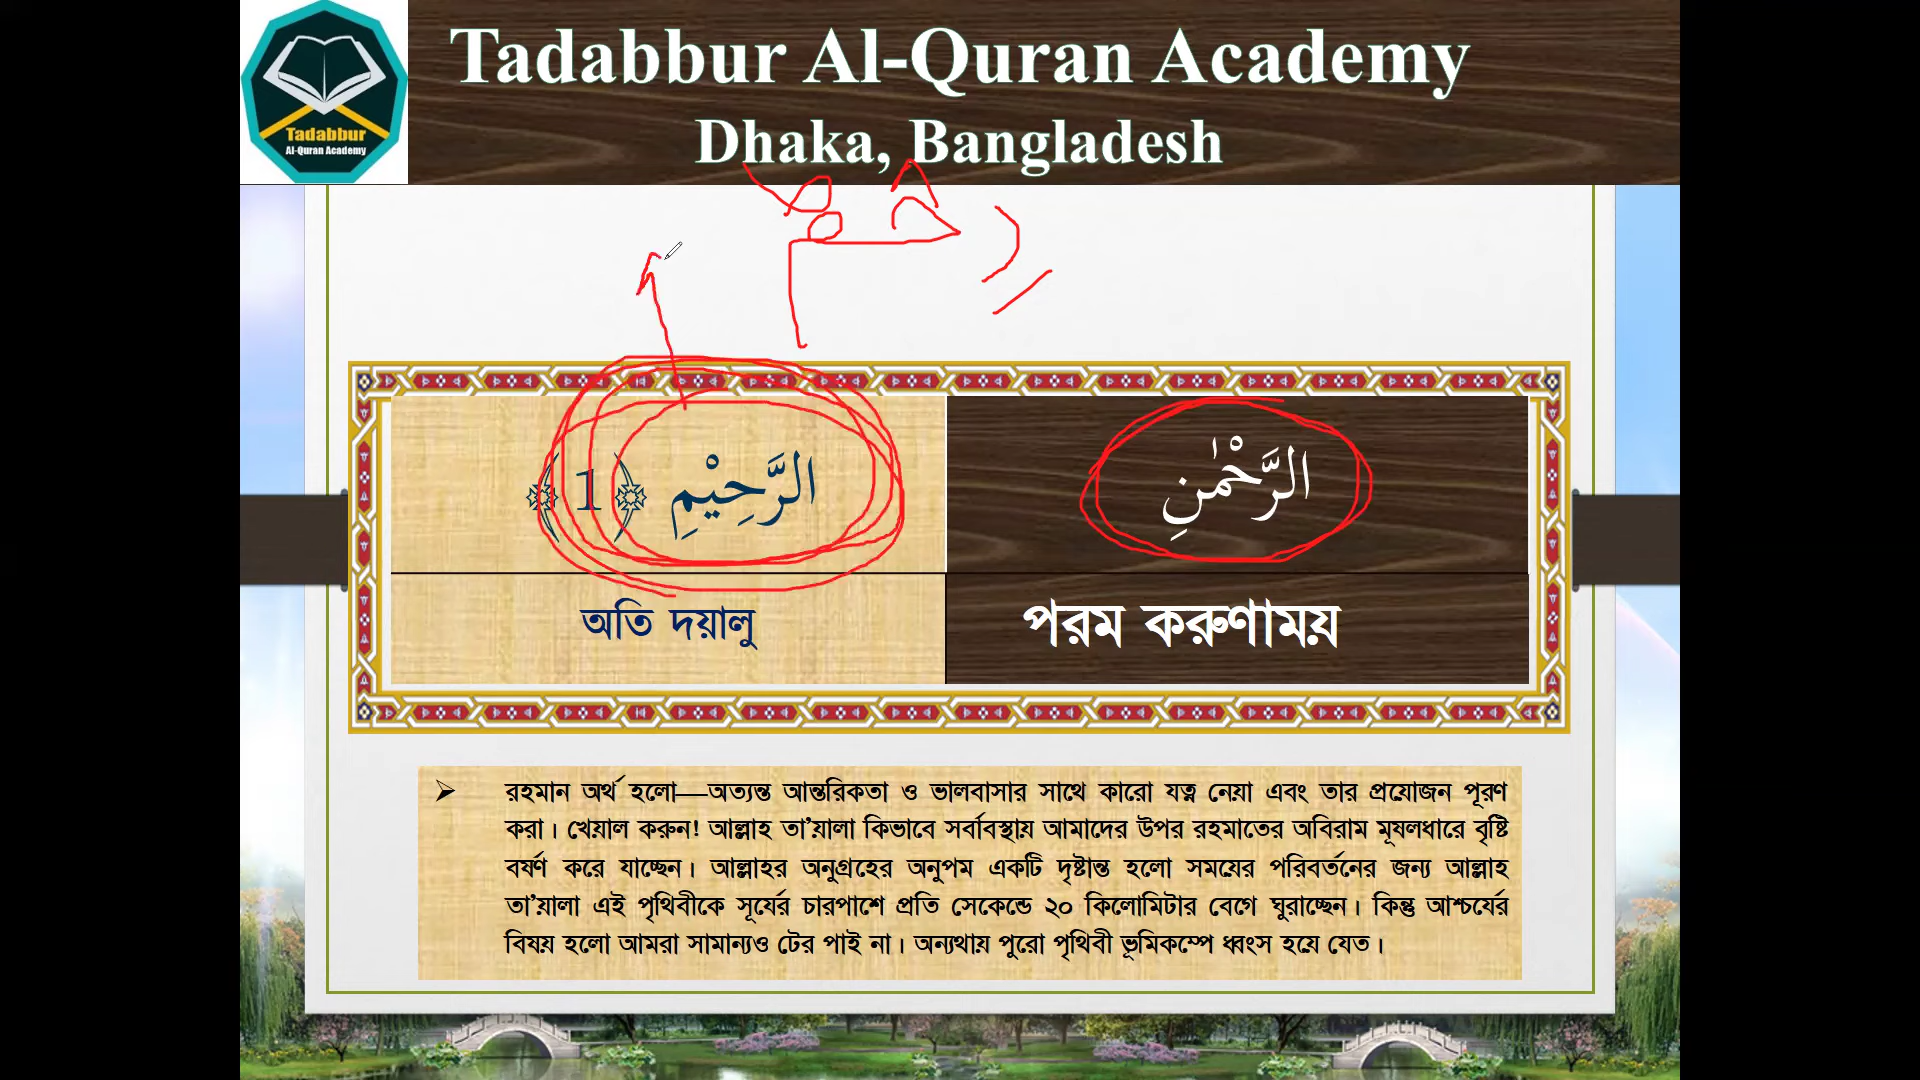 Tadabbur Al-Quran Academy
Dhaka, Bangladesh
Tadabbur
Al-Quran Academy
الرَّحْمٰنِ
الرَّحِيْمِ ﴿1﴾
পরম করুণাময়
অতি দয়ালু
➢ রহমান অর্থ হলো—অত্যন্ত আন্তরিকতা ও ভালবাসার সাথে কারো যত্ন নেয়া এবং তার প্রয়োজন পূরণ
করা। খেয়াল করুন! আল্লাহ তা’য়ালা কিভাবে সর্বাবস্থায় আমাদের উপর রহমাতের অবিরাম মূষলধারে বৃষ্টি
বর্ষণ করে যাচ্ছেন। আল্লাহর অনুগ্রহের অনুপম একটি দৃষ্টান্ত হলো সময়ের পরিবর্তনের জন্য আল্লাহ
তা’য়ালা এই পৃথিবীকে সূর্যের চারপাশে প্রতি সেকেন্ডে ২০ কিলোমিটার বেগে ঘুরাচ্ছেন। কিন্তু আশ্চর্যের
বিষয় হলো আমরা সামান্যও টের পাই না। অন্যথায় পুরো পৃথিবী ভূমিকম্পে ধ্বংস হয়ে যেত।